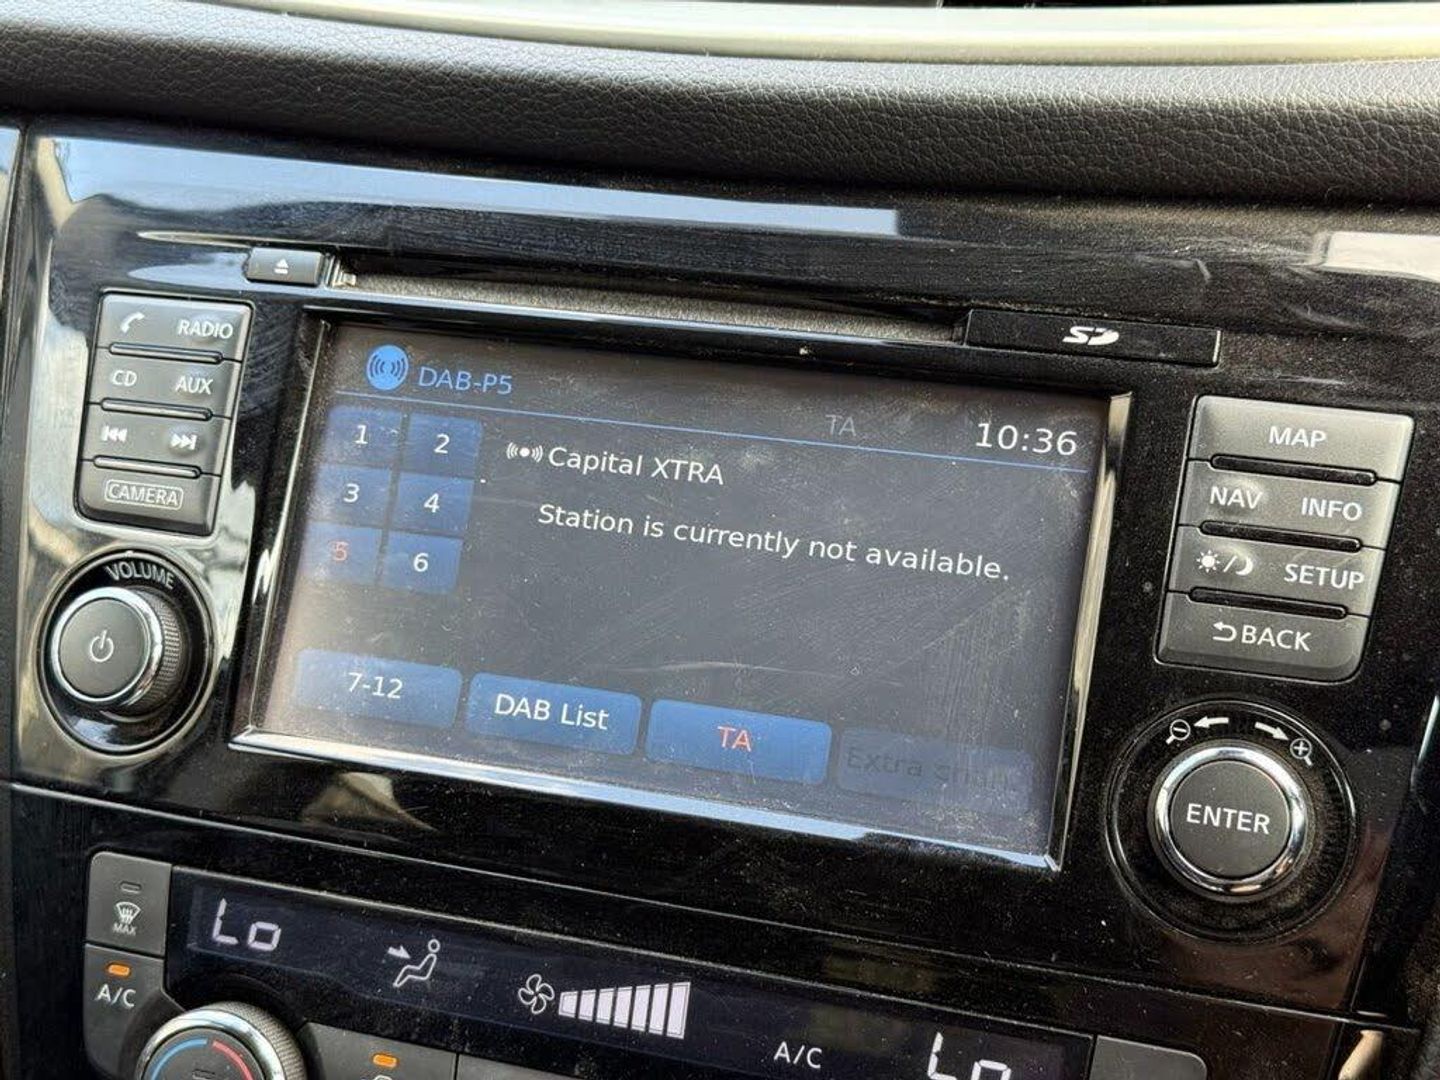 RADIO
CD AUX
CAMERA
VOLUME
SD
DAB-P5
TA
10:36
1 2
3 4
5 6
Capital XTRA
Station is currently not available.
7-12 DAB List TA Extra
MAP
NAV INFO
SETUP
BACK
ENTER
MAX
A/C
Lo
A/C
Lo